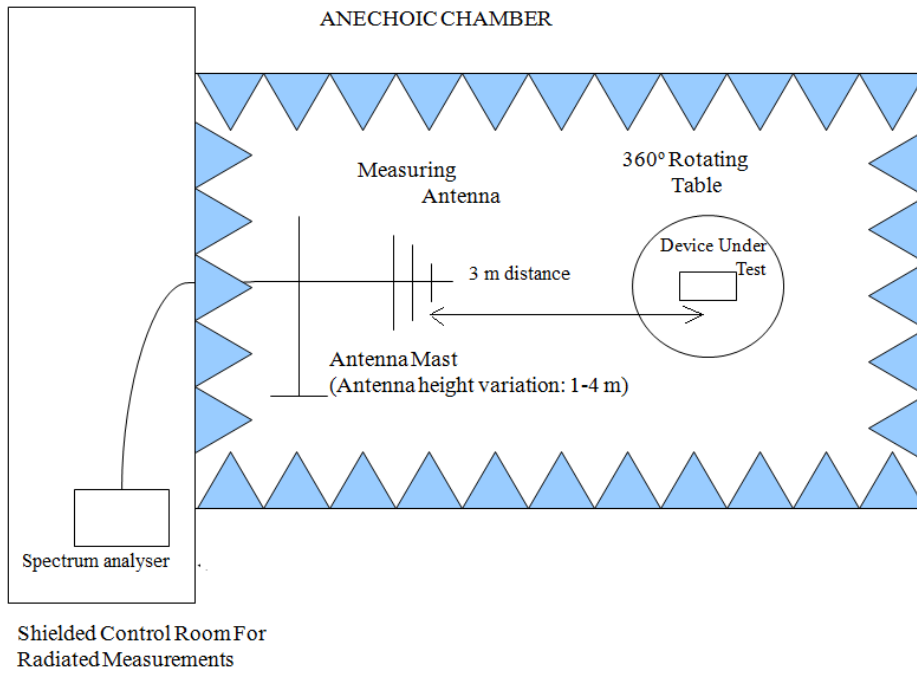 ANECHOIC CHAMBER
Measuring
Antenna
360º Rotating
Table
Device Under
Test
3 m distance
Antenna Mast
(Antenna height variation: 1-4 m)
Spectrum analyser
Shielded Control Room For
Radiated Measurements